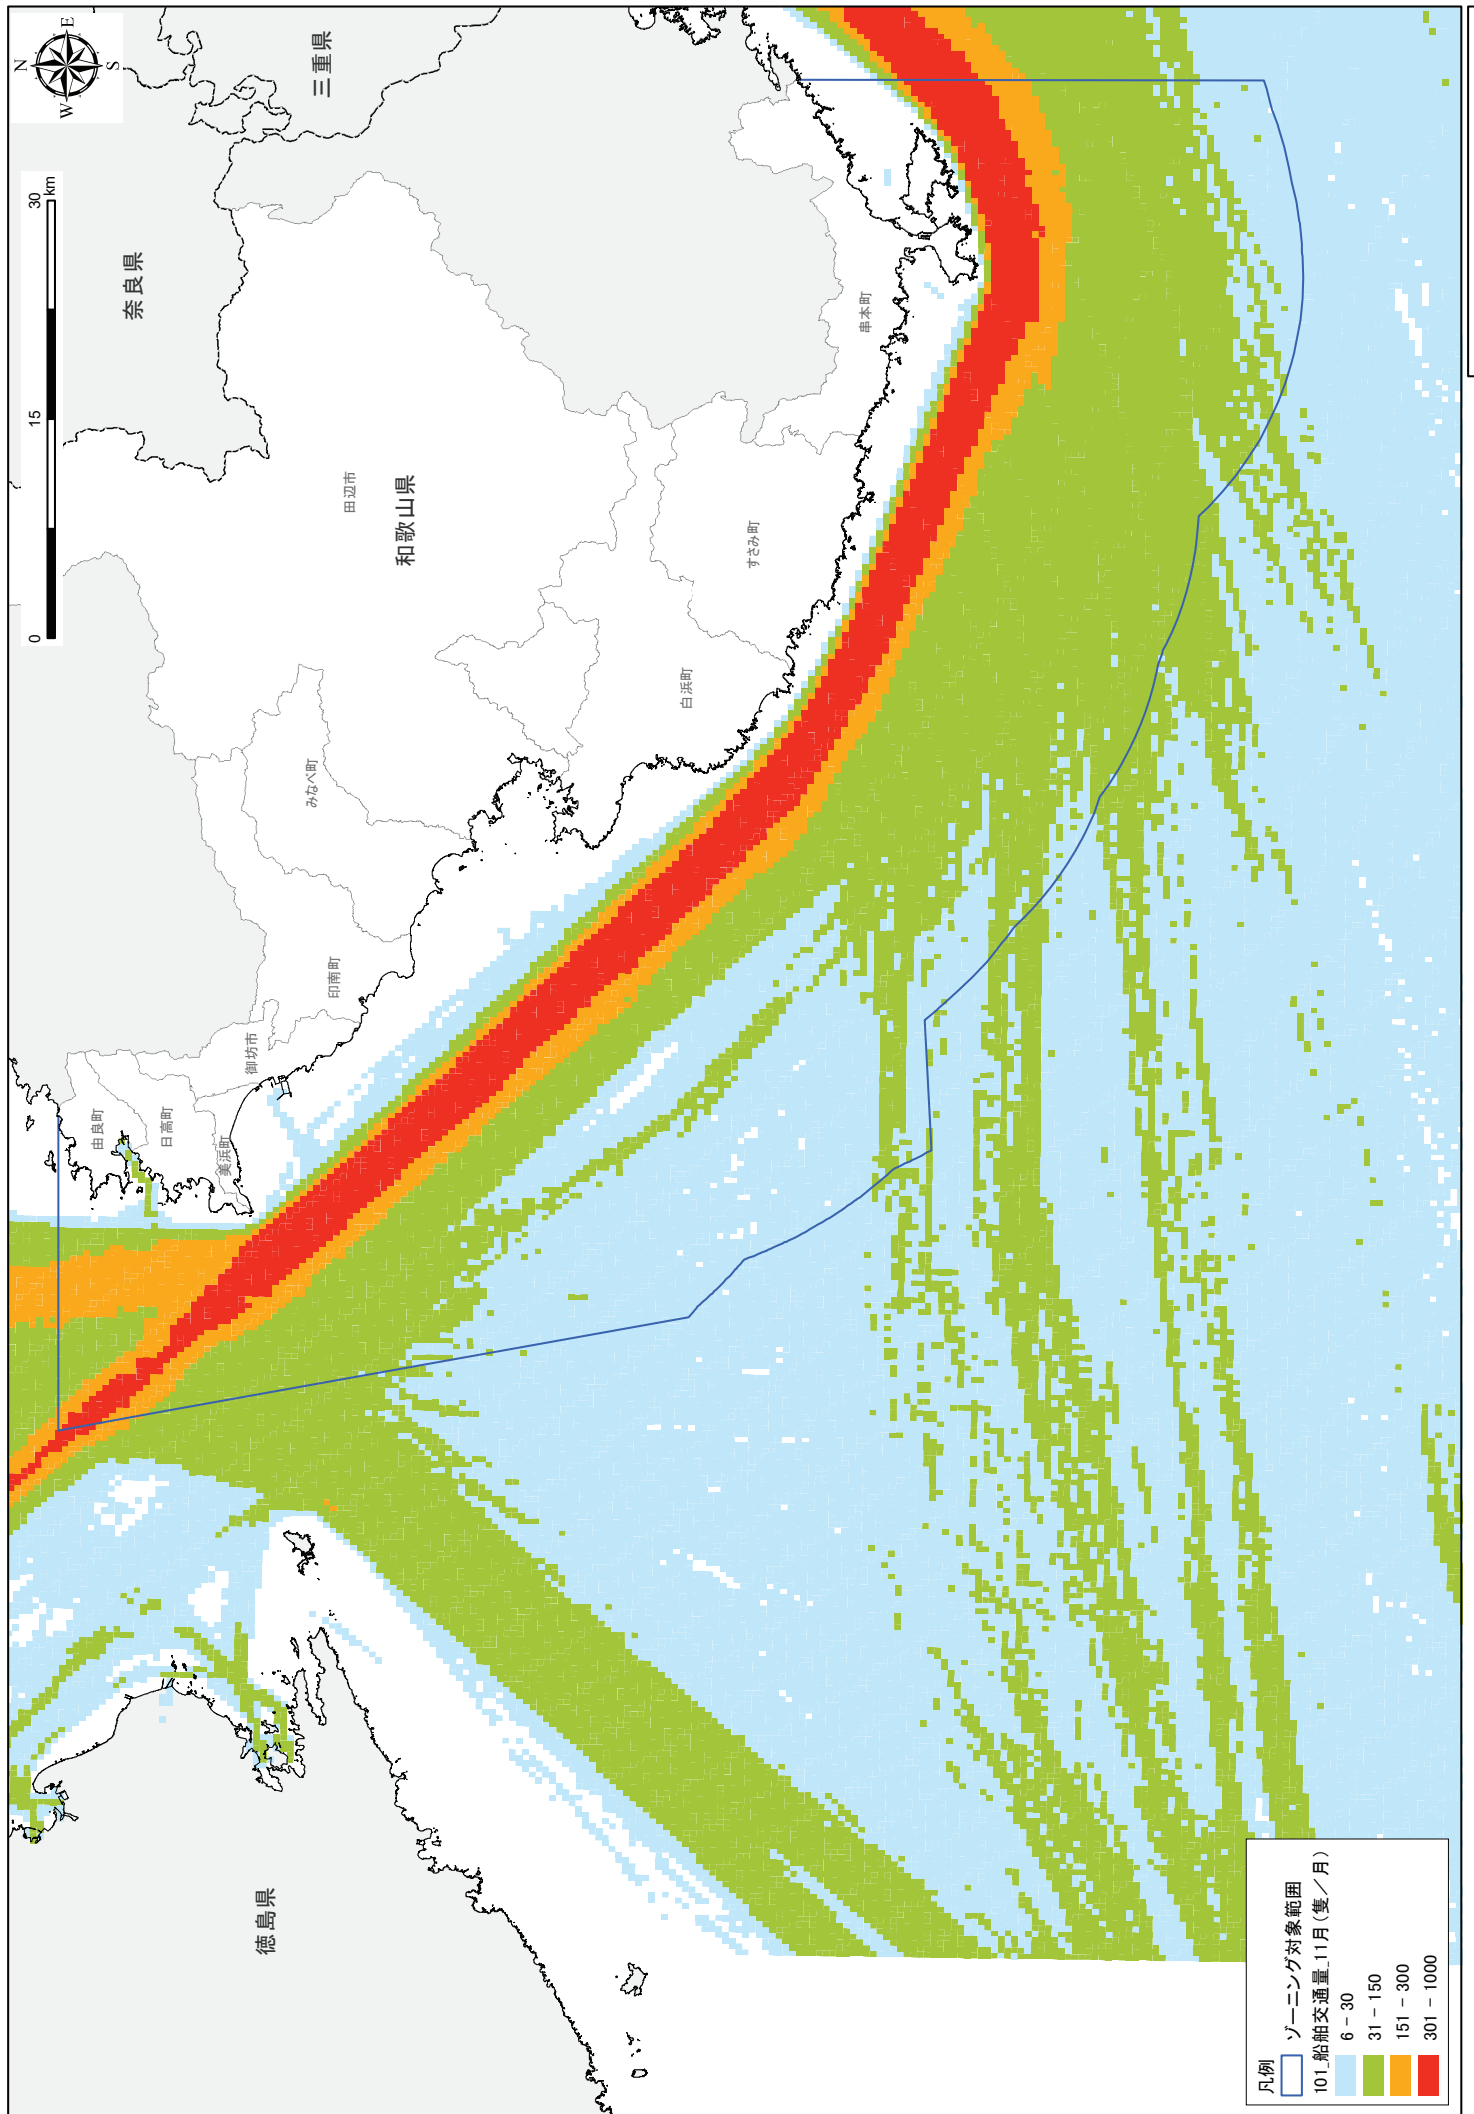 N
E
W
S
0
15
30
km
三重県
奈良県
和歌山県
徳島県
田辺市
みなべ町
印南町
御坊市
由良町
日高町
美浜町
白浜町
すさみ町
串本町
凡例
ゾーニング対象範囲
101_船舶交通量_11月(隻/月)
6 - 30
31 - 150
151 - 300
301 - 1000